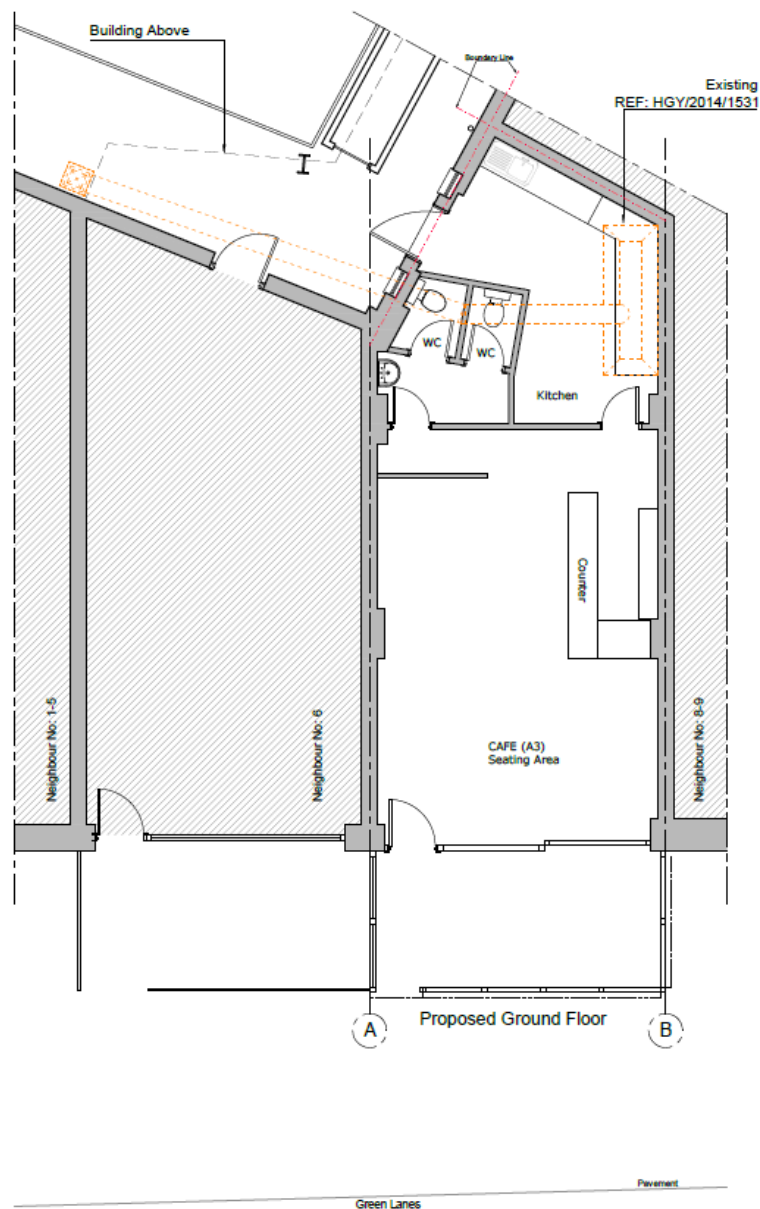 Building Above
Boundary Line
Existing
REF: HGY/2014/1531
WC
WC
Kitchen
Counter
Neighbour No: 1-5
Neighbour No: 6
CAFE (A3)
Seating Area
Neighbour No: 8-9
Proposed Ground Floor
A
B
Pavement
Green Lanes